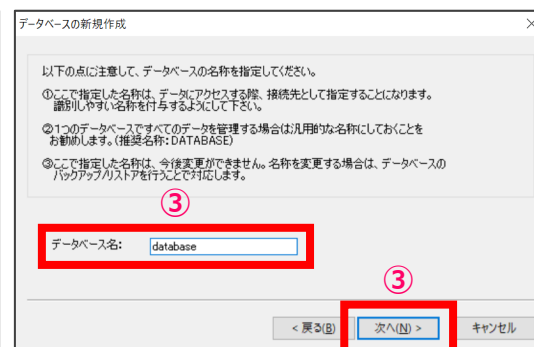 データベースの新規作成
以下の点に注意して、データベースの名称を指定してください。
①ここで指定した名称は、データにアクセスする際、接続先として指定することになります。
識別しやすい名称を付与するようにして下さい。
②1つのデータベースですべてのデータを管理する場合は汎用的な名称にしておくことを
お勧めします。(推奨名称:DATABASE)
③ここで指定した名称は、今後変更ができません。名称を変更する場合は、データベースの
バックアップ/リストアを行うことで対応します。
③
データベース名: database
③
< 戻る(B) 次へ(N) > キャンセル